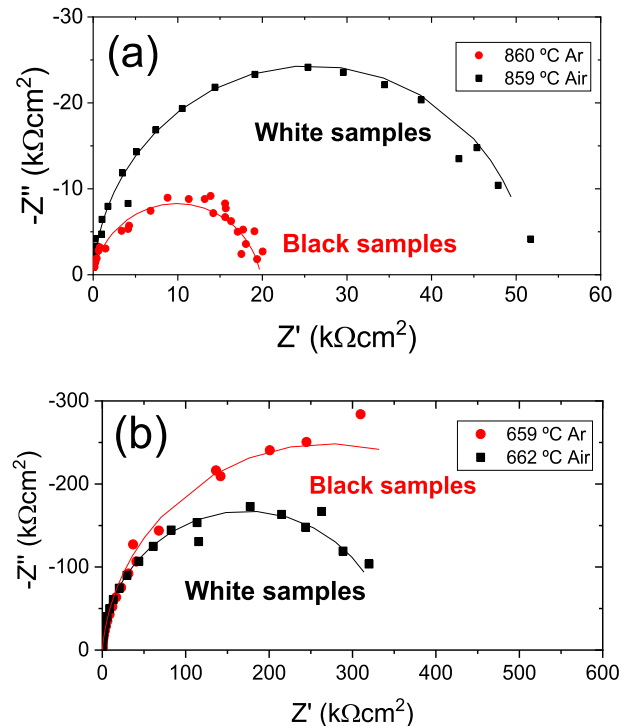 (a)
860 ºC Ar
859 ºC Air
White samples
Black samples
-Z'' (kΩcm²)
-30
-20
-10
0
0 10 20 30 40 50 60
Z' (kΩcm²)
(b)
659 ºC Ar
662 ºC Air
Black samples
White samples
-Z'' (kΩcm²)
-300
-200
-100
0
0 100 200 300 400 500 600
Z' (kΩcm²)